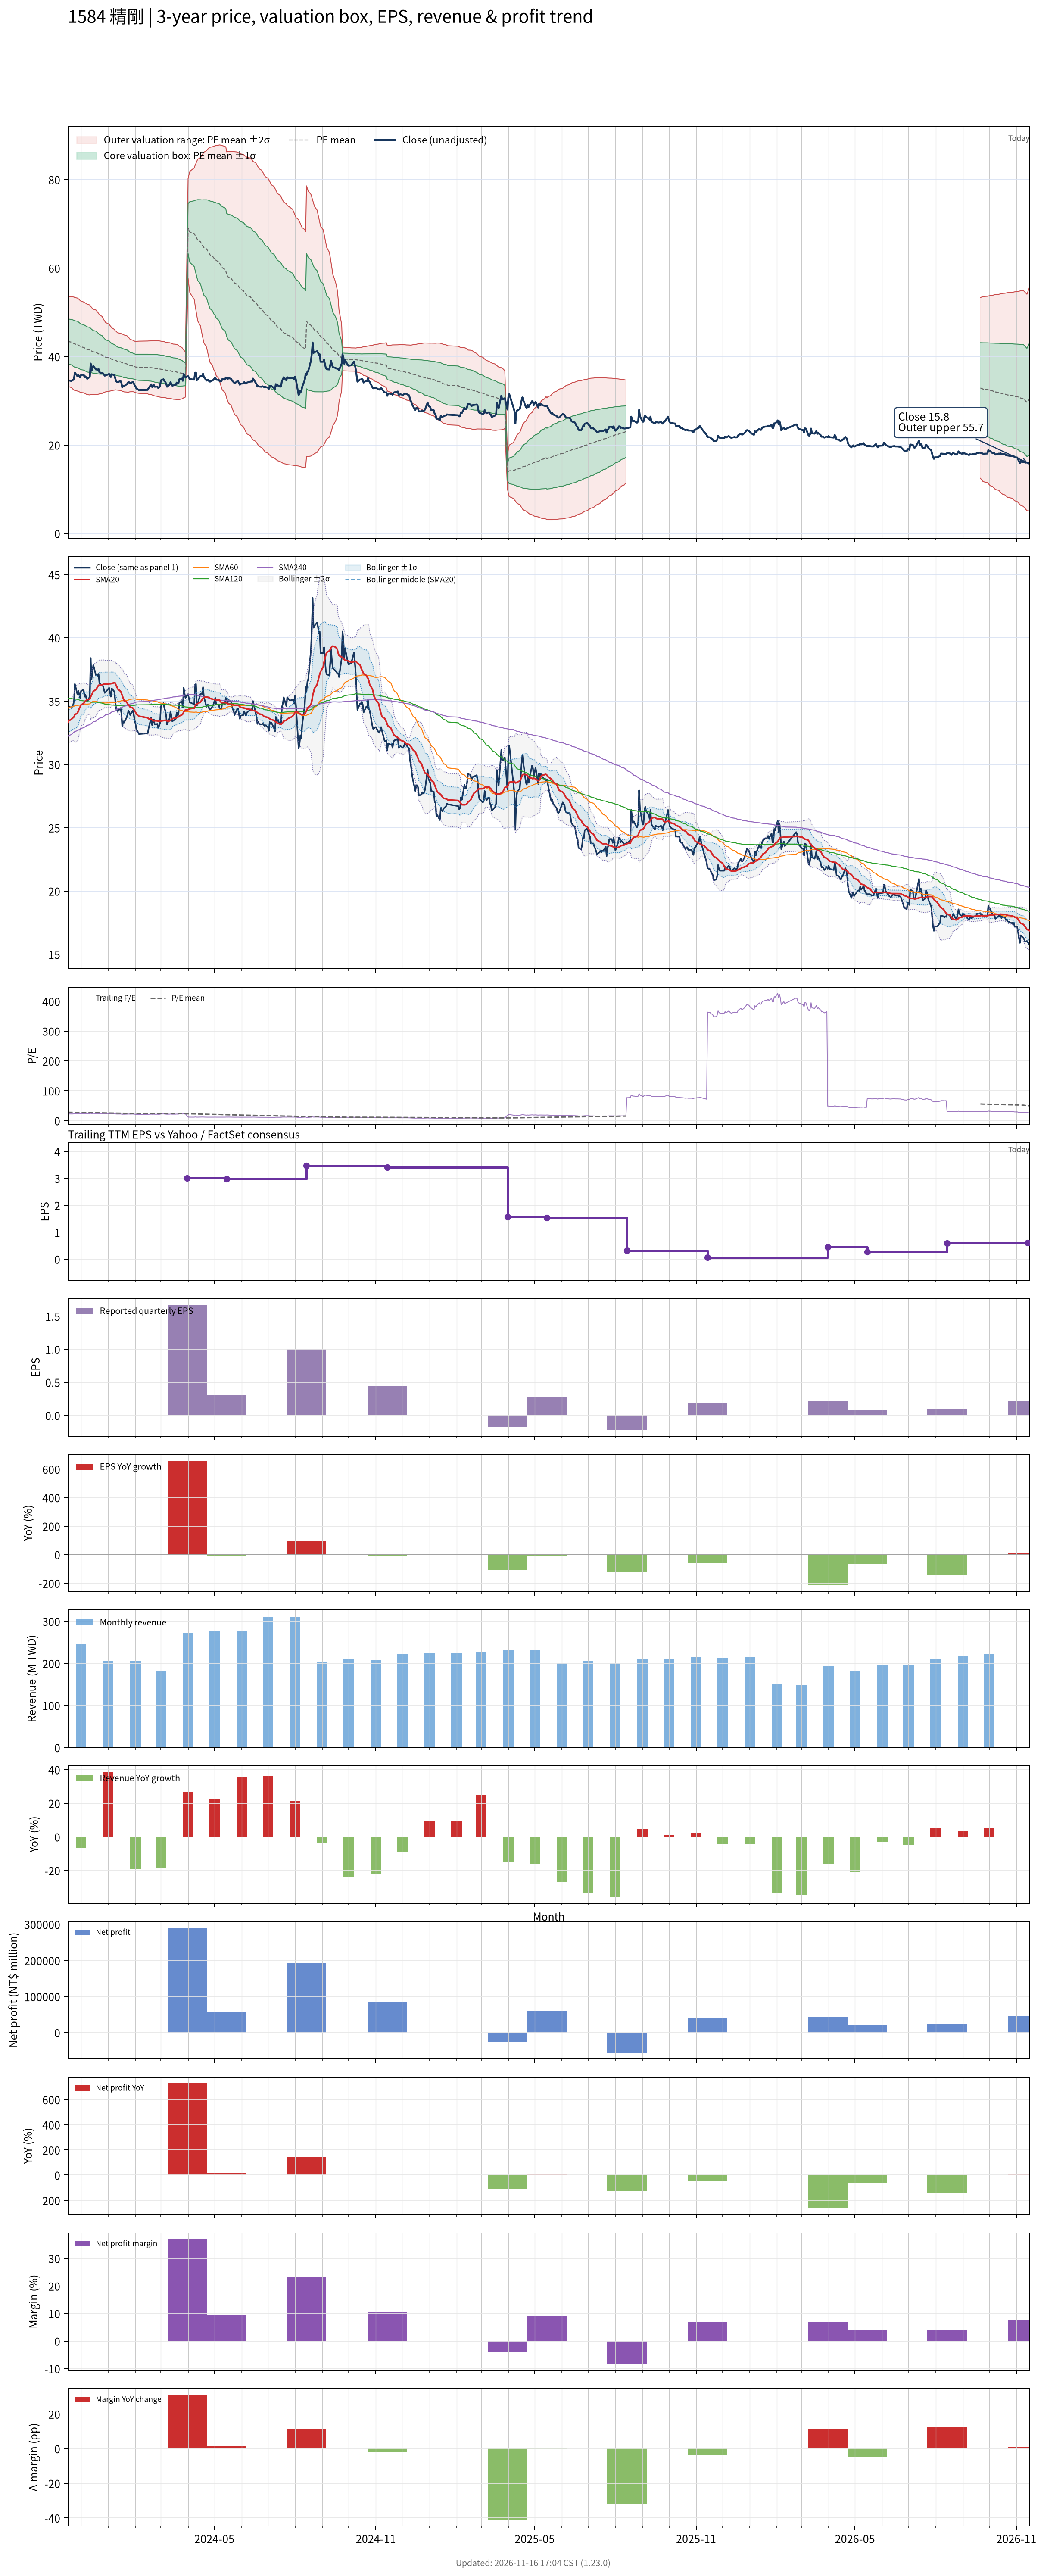 1584 精剛 | 3-year price, valuation box, EPS, revenue & profit trend
Outer valuation range: PE mean ±2σ
PE mean
Close (unadjusted)
Core valuation box: PE mean ±1σ
Today
Price (TWD)
80
60
40
20
0
Close 15.8
Outer upper 55.7
Close (same as panel 1)
SMA20
SMA60
SMA120
SMA240
Bollinger ±2σ
Bollinger ±1σ
Bollinger middle (SMA20)
Price
45
40
35
30
25
20
15
Trailing P/E
P/E mean
P/E
400
300
200
100
0
Trailing TTM EPS vs Yahoo / FactSet consensus
Today
EPS
4
3
2
1
0
Reported quarterly EPS
EPS
1.5
1.0
0.5
0.0
EPS YoY growth
YoY (%)
600
400
200
0
-200
Monthly revenue
Revenue (M TWD)
300
200
100
0
Revenue YoY growth
YoY (%)
40
20
0
-20
Month
Net profit
Net profit (NT$ million)
300000
200000
100000
0
Net profit YoY
YoY (%)
600
400
200
0
-200
Net profit margin
Margin (%)
30
20
10
0
-10
Margin YoY change
Δ margin (pp)
20
0
-20
-40
2024-05
2024-11
2025-05
2025-11
2026-05
2026-11
Updated: 2026-11-16 17:04 CST (1.23.0)